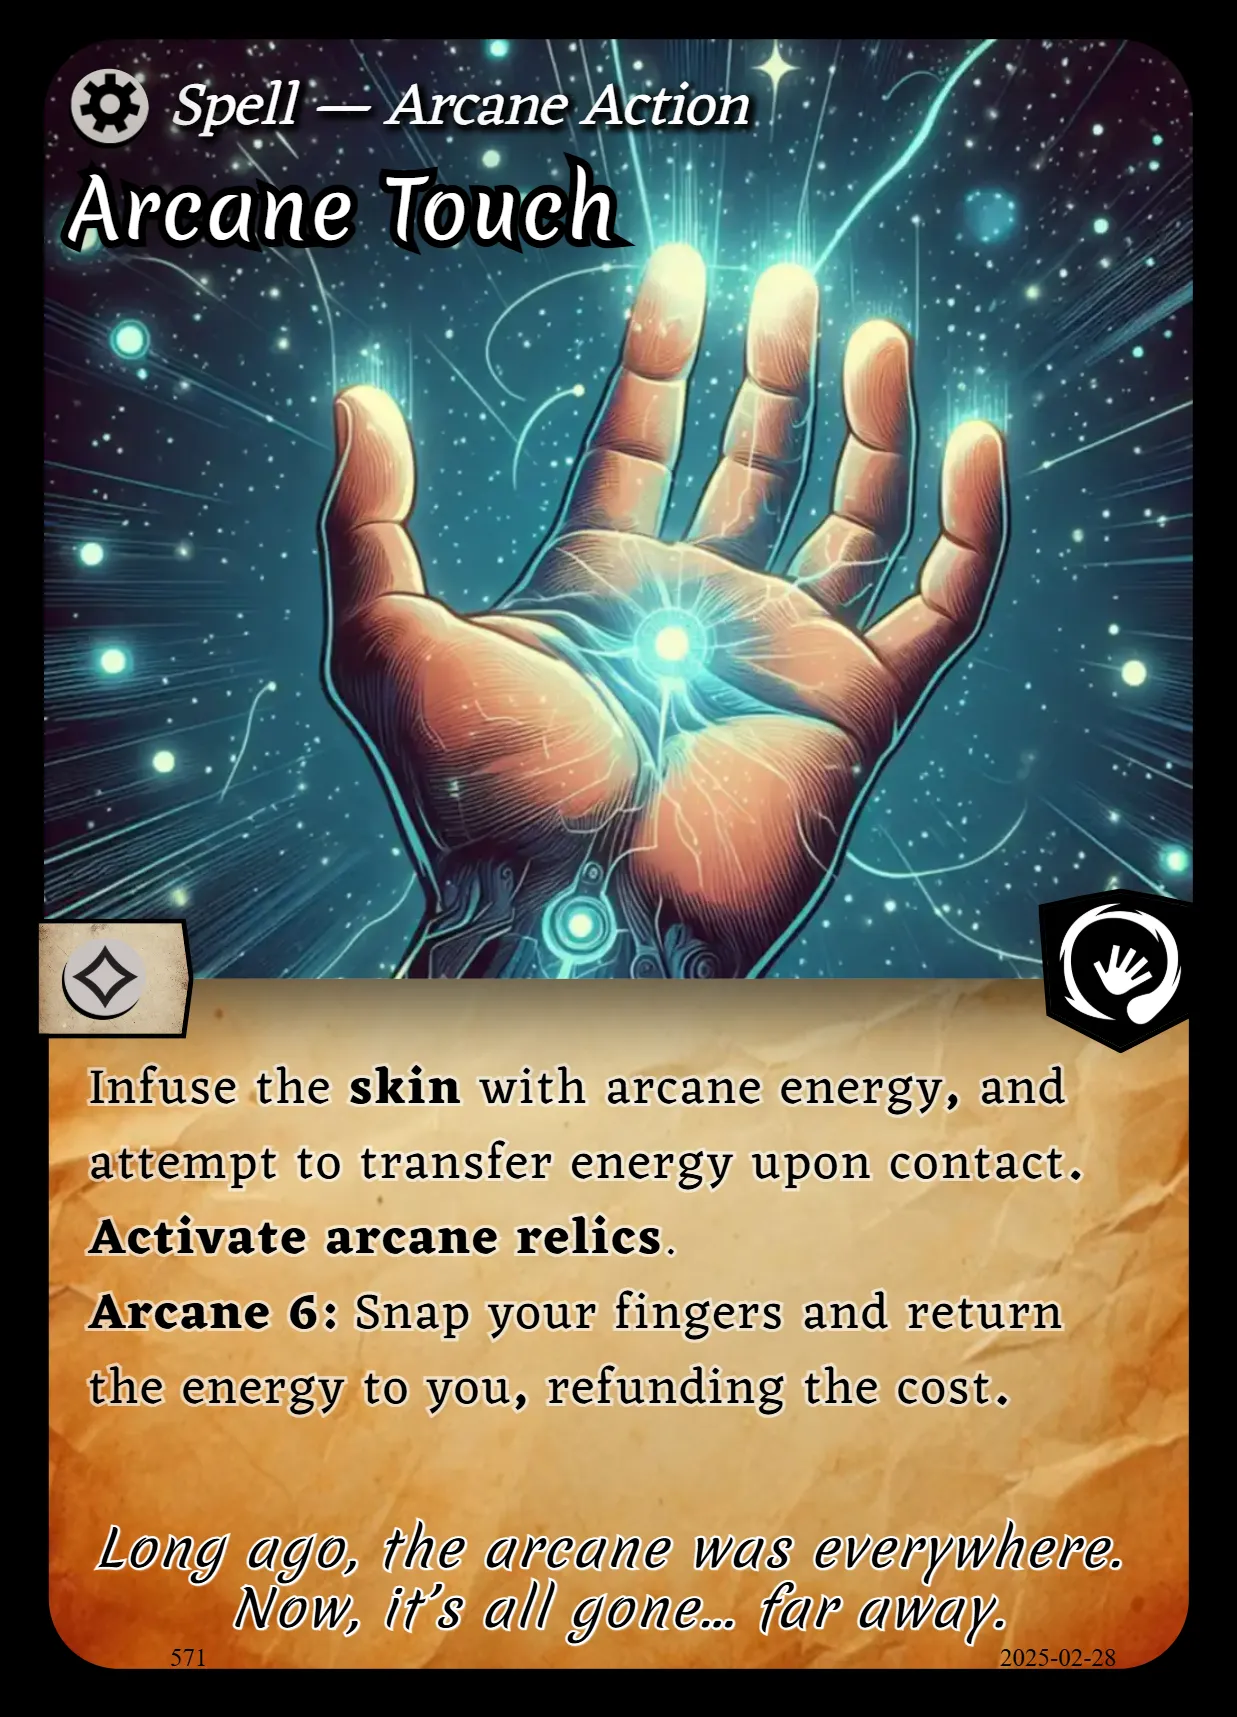 Spell — Arcane Action
Arcane Touch
Infuse the skin with arcane energy, and
attempt to transfer energy upon contact.
Activate arcane relics.
Arcane 6: Snap your fingers and return
the energy to you, refunding the cost.
Long ago, the arcane was everywhere.
Now, it’s all gone... far away.
571
2025-02-28